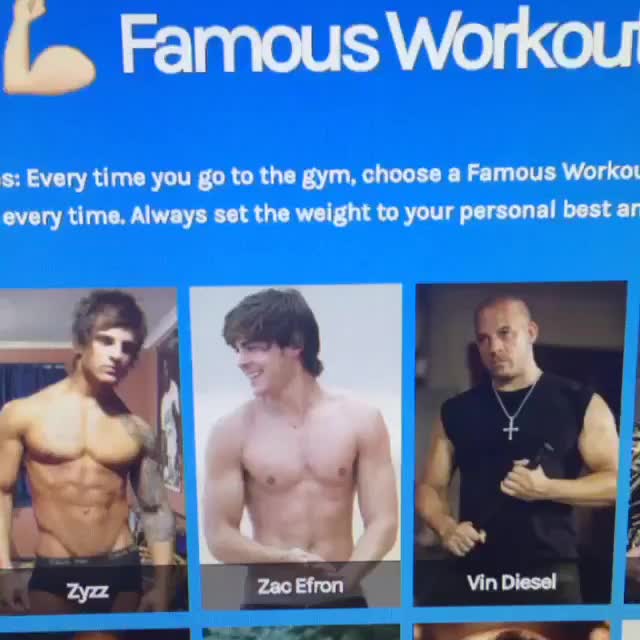 Famous Workout
s: Every time you go to the gym, choose a Famous Workou
every time. Always set the weight to your personal best an
Zyzz
Zac Efron
Vin Diesel